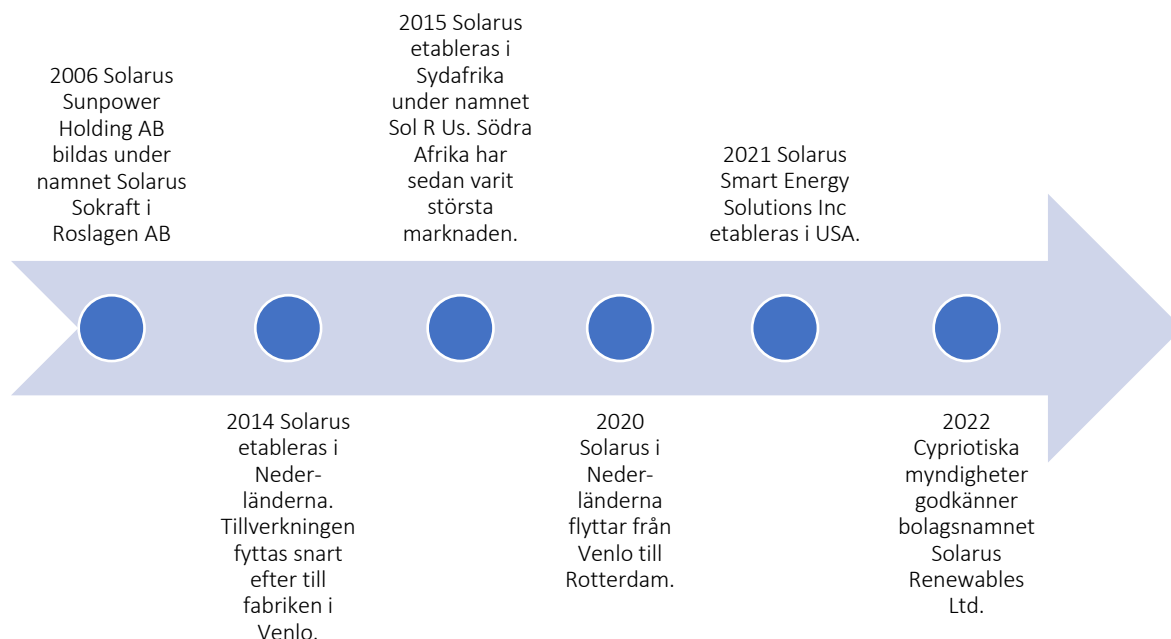 2006 Solarus
Sunpower
Holding AB
bildas under
namnet Solarus
Sokraft i
Roslagen AB
2014 Solarus
etableras i
Neder-
länderna.
Tillverkningen
fyttas snart
efter till
fabriken i
Venlo.
2015 Solarus
etableras i
Sydafrika
under namnet
Sol R Us. Södra
Afrika har
sedan varit
största
marknaden.
2020
Solarus i
Neder-
länderna
flyttar från
Venlo till
Rotterdam.
2021 Solarus
Smart Energy
Solutions Inc
etableras i USA.
2022
Cypriotiska
myndigheter
godkänner
bolagsnamnet
Solarus
Renewables
Ltd.